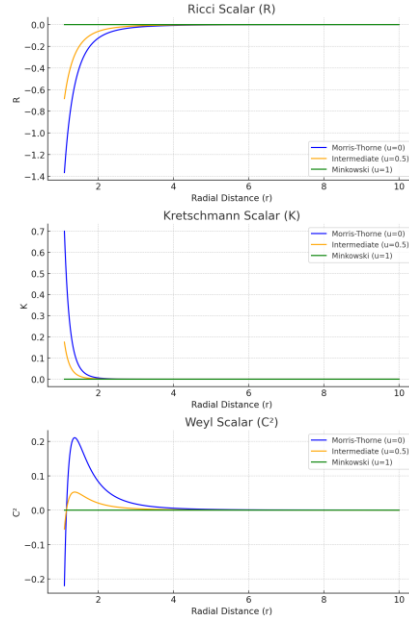 Ricci Scalar (R)
0.0
−0.2
−0.4
−0.6
−0.8
−1.0
−1.2
−1.4
R
Morris-Thorne (u=0)
Intermediate (u=0.5)
Minkowski (u=1)
2 4 6 8 10
Radial Distance (r)
Kretschmann Scalar (K)
0.7
0.6
0.5
0.4
0.3
0.2
0.1
0.0
K
Morris-Thorne (u=0)
Intermediate (u=0.5)
Minkowski (u=1)
2 4 6 8 10
Radial Distance (r)
Weyl Scalar (C²)
0.2
0.1
0.0
−0.1
−0.2
C²
Morris-Thorne (u=0)
Intermediate (u=0.5)
Minkowski (u=1)
2 4 6 8 10
Radial Distance (r)